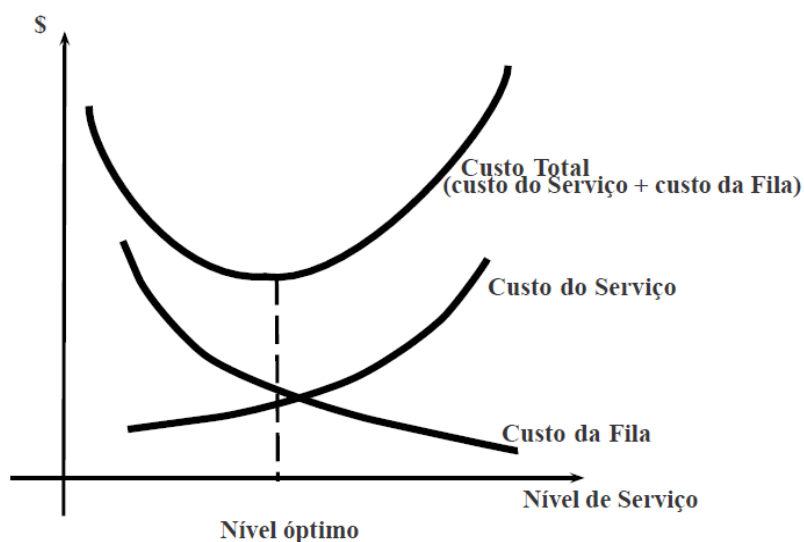 $
Custo Total
(custo do Serviço + custo da Fila)
Custo do Serviço
Custo da Fila
Nível de Serviço
Nível óptimo